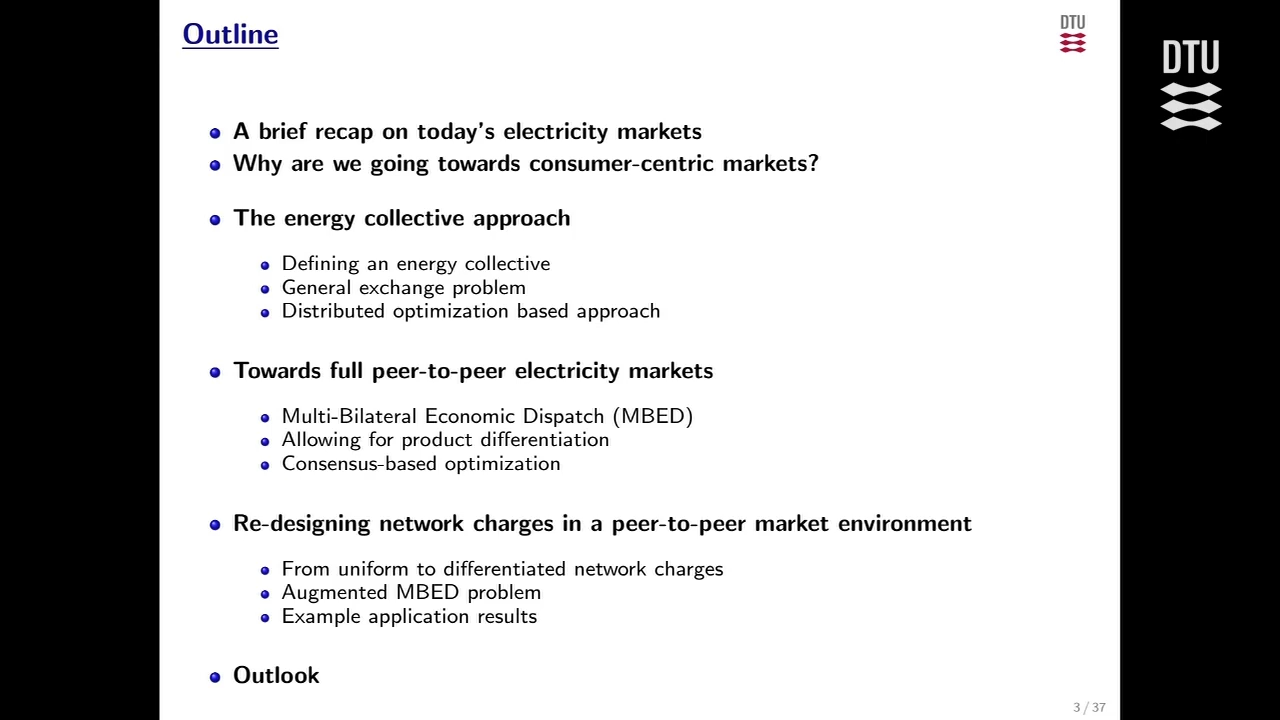 Outline
DTU
DTU
A brief recap on today's electricity markets
Why are we going towards consumer-centric markets?
The energy collective approach
Defining an energy collective
General exchange problem
Distributed optimization based approach
Towards full peer-to-peer electricity markets
Multi-Bilateral Economic Dispatch (MBED)
Allowing for product differentiation
Consensus-based optimization
Re-designing network charges in a peer-to-peer market environment
From uniform to differentiated network charges
Augmented MBED problem
Example application results
Outlook
3 / 37